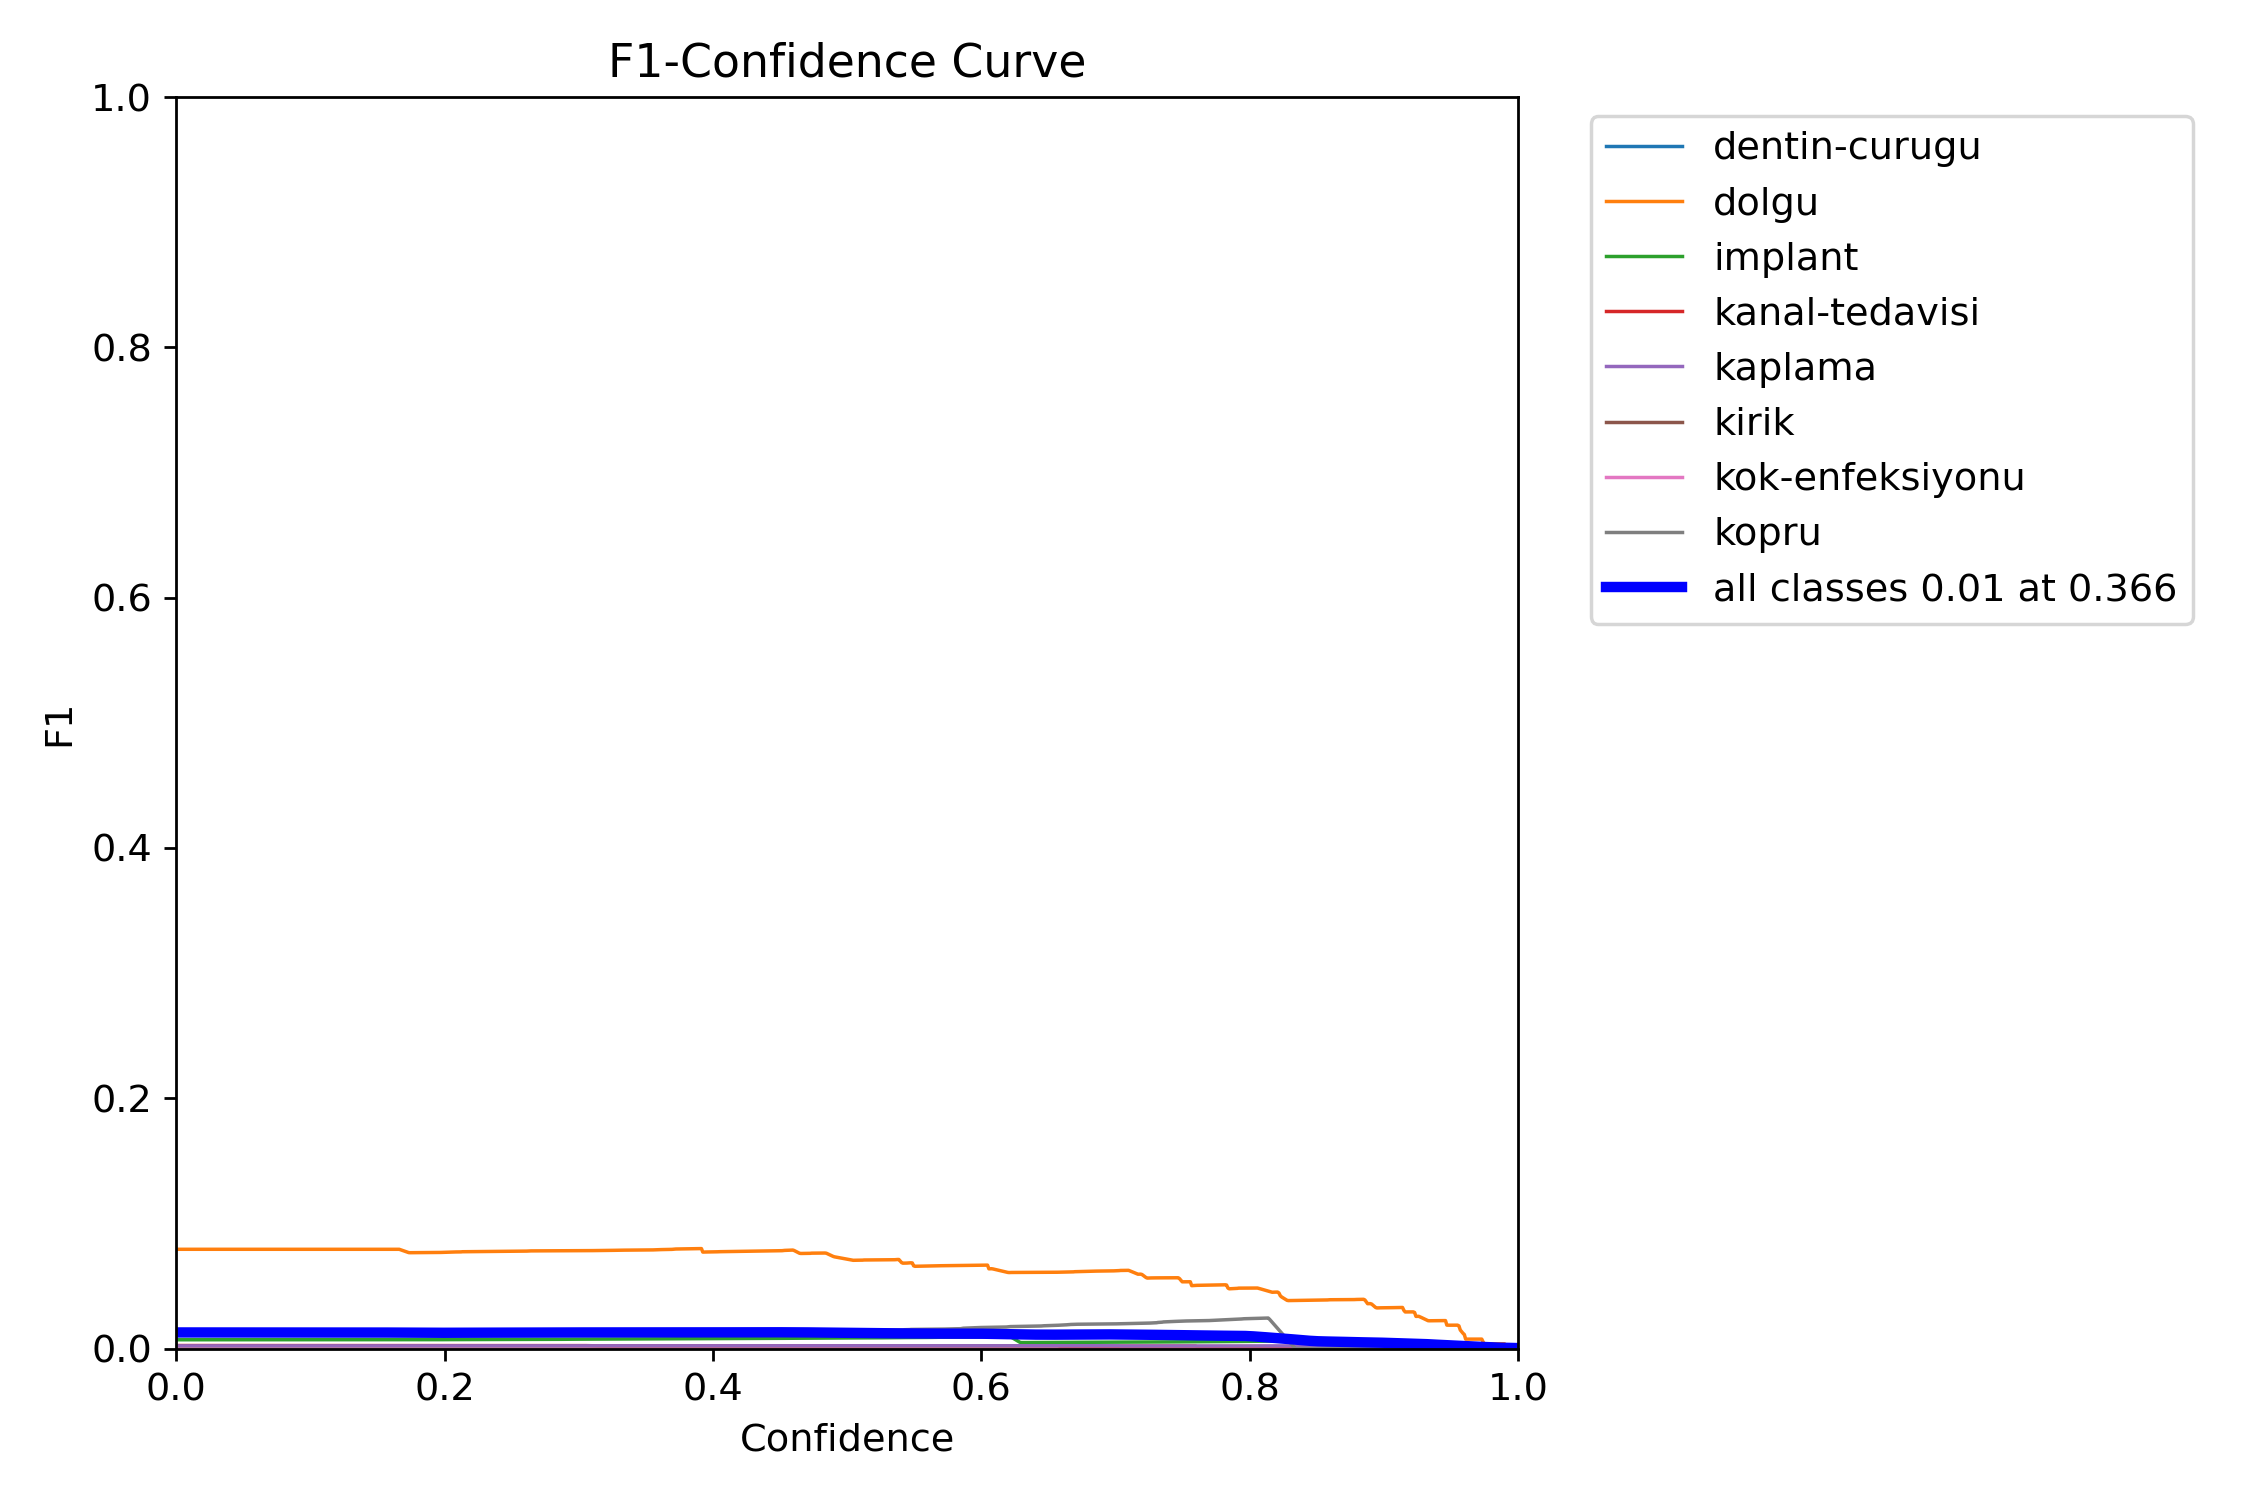 F1-Confidence Curve
1.0
0.8
0.6
0.4
0.2
0.0
F1
0.0 0.2 0.4 0.6 0.8 1.0
Confidence
dentin-curugu
dolgu
implant
kanal-tedavisi
kaplama
kirik
kok-enfeksiyonu
kopru
all classes 0.01 at 0.366